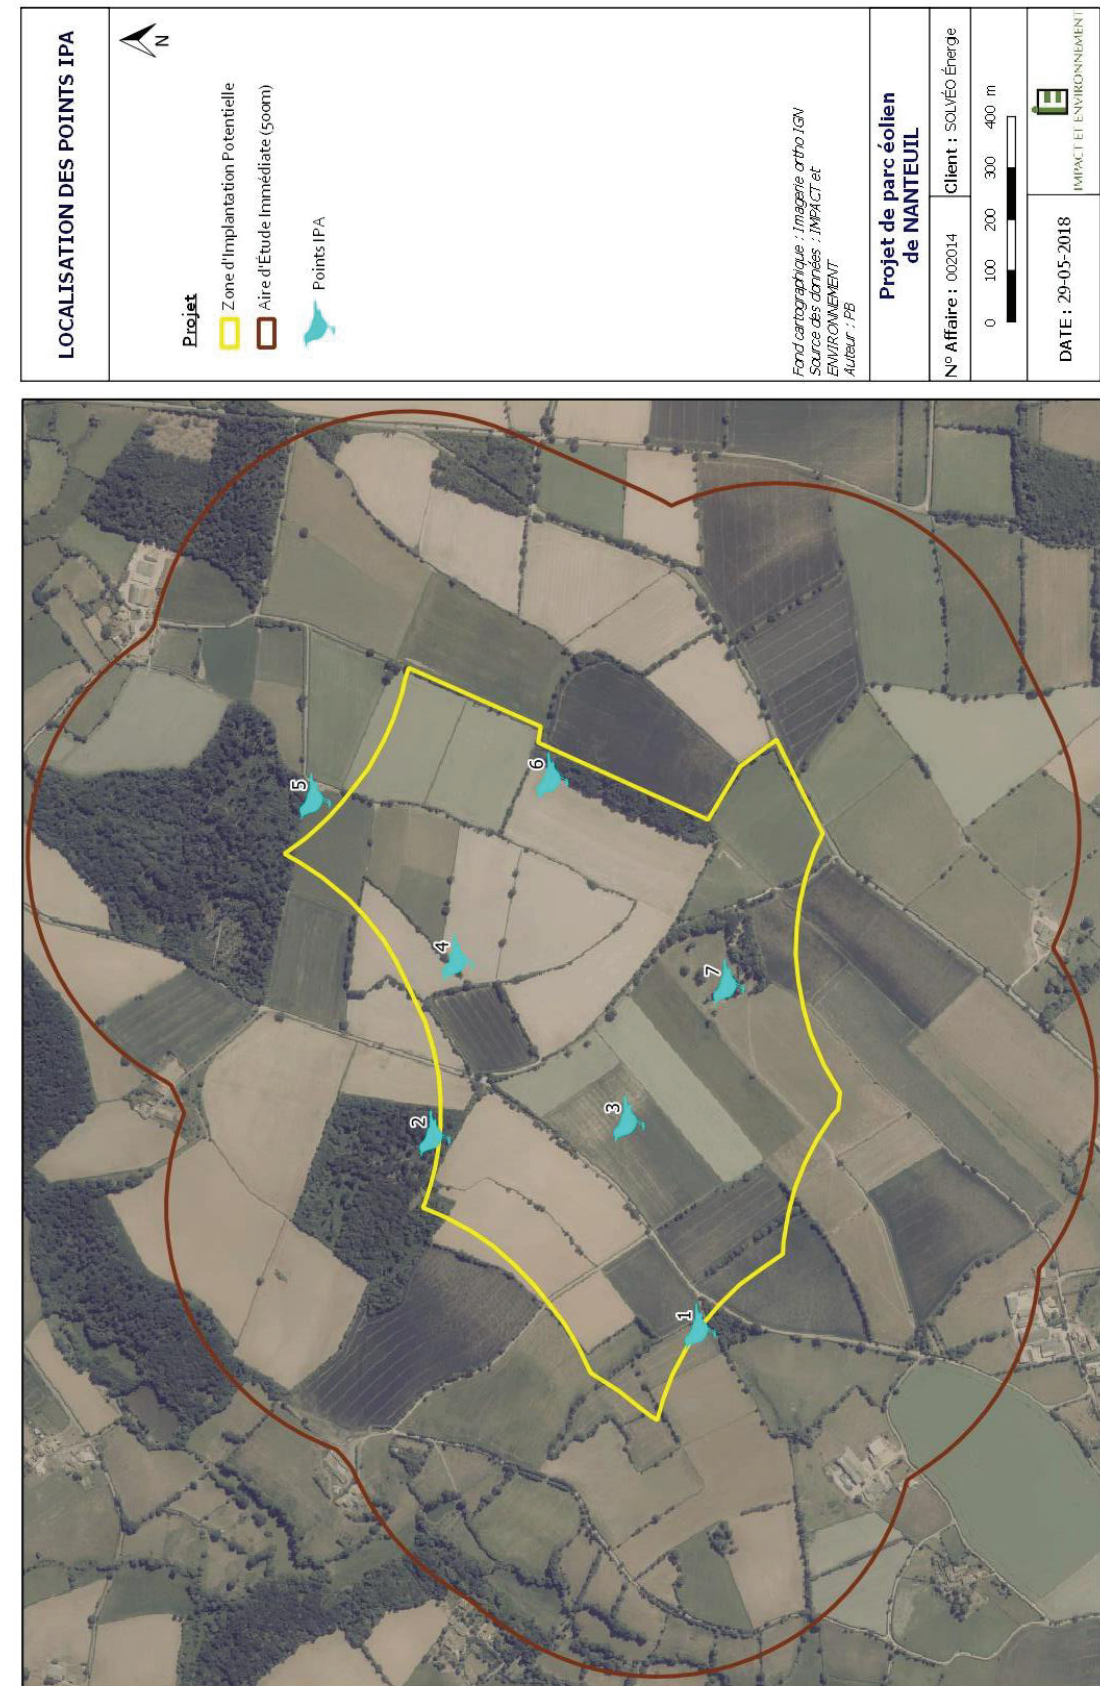 LOCALISATION DES POINTS IPA
N
Projet
Zone d'Implantation Potentielle
Aire d'Étude Immédiate (500m)
Points IPA
Fond cartographique : Imagerie ortho IGN
Source des données : IMPACT et
ENVIRONNEMENT
Auteur : PB
Projet de parc éolien
de NANTEUIL
N° Affaire : 002014
Client : SOLVÉO Énergie
0 100 200 300 400 m
DATE : 29-05-2018
IE
IMPACT ET ENVIRONNEMENT
1
2
3
4
5
6
7